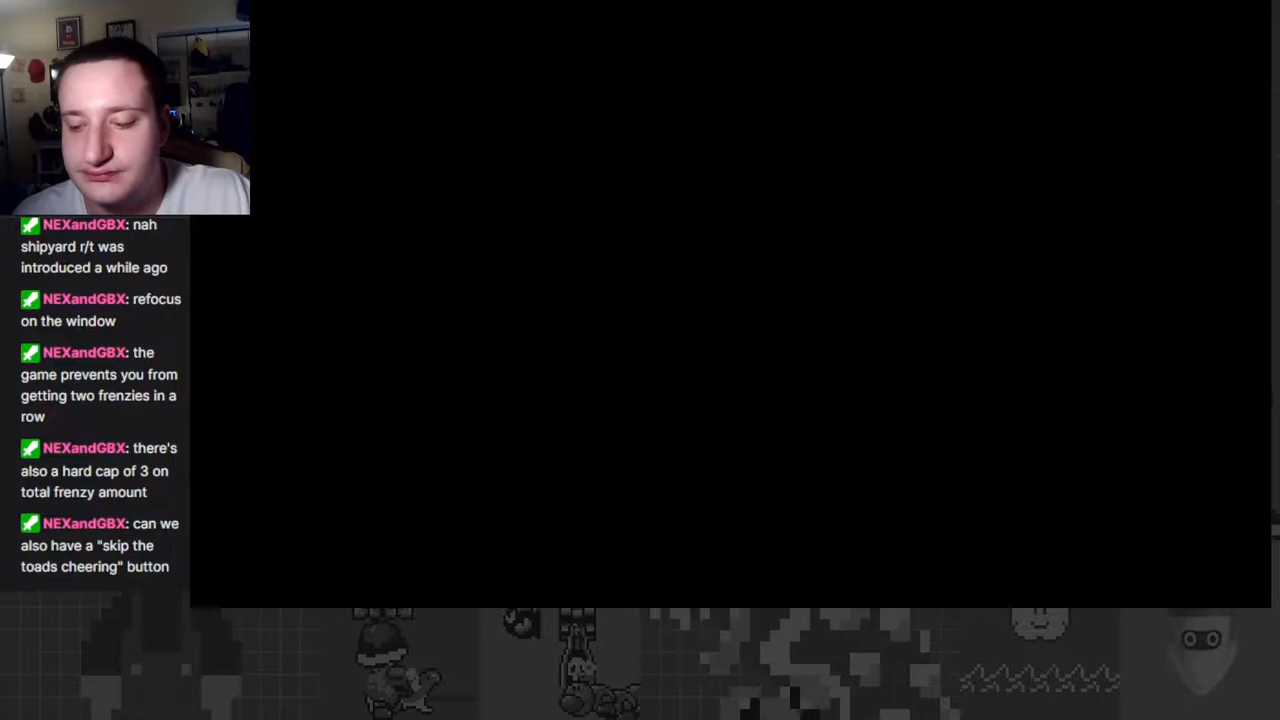 NEXandGBX: nah
shipyard r/t was
introduced a while ago
NEXandGBX: refocus
on the window
NEXandGBX: the
game prevents you from
getting two frenzies in a
row
NEXandGBX: there's
also a hard cap of 3 on
total frenzy amount
NEXandGBX: can we
also have a "skip the
toads cheering" button